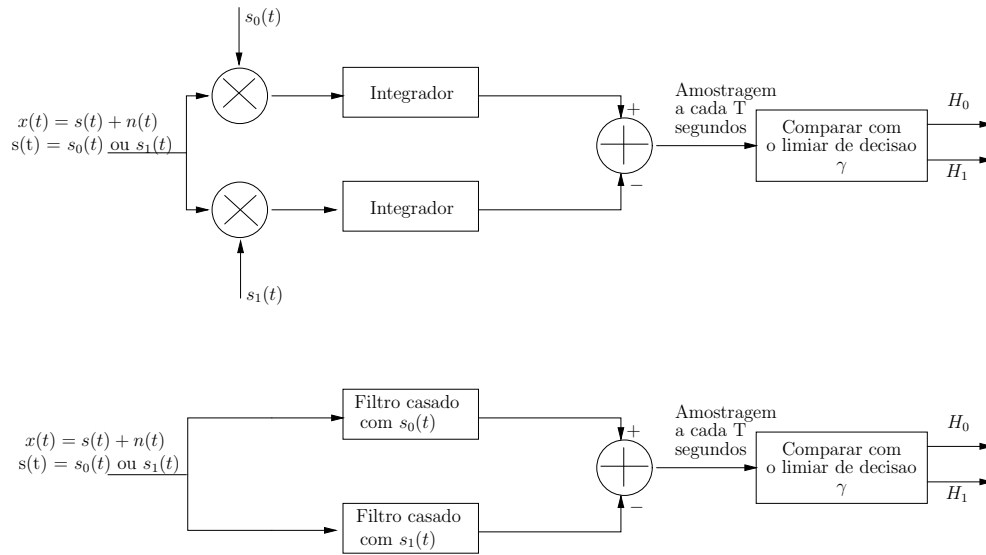 s₀(t)
x(t) = s(t) + n(t)
s(t) = s₀(t) ou s₁(t)
Integrador
Integrador
s₁(t)
+
−
Amostragem
a cada T
segundos
Comparar com
o limiar de decisao
γ
H₀
H₁
x(t) = s(t) + n(t)
s(t) = s₀(t) ou s₁(t)
Filtro casado
com s₀(t)
Filtro casado
com s₁(t)
+
−
Amostragem
a cada T
segundos
Comparar com
o limiar de decisao
γ
H₀
H₁